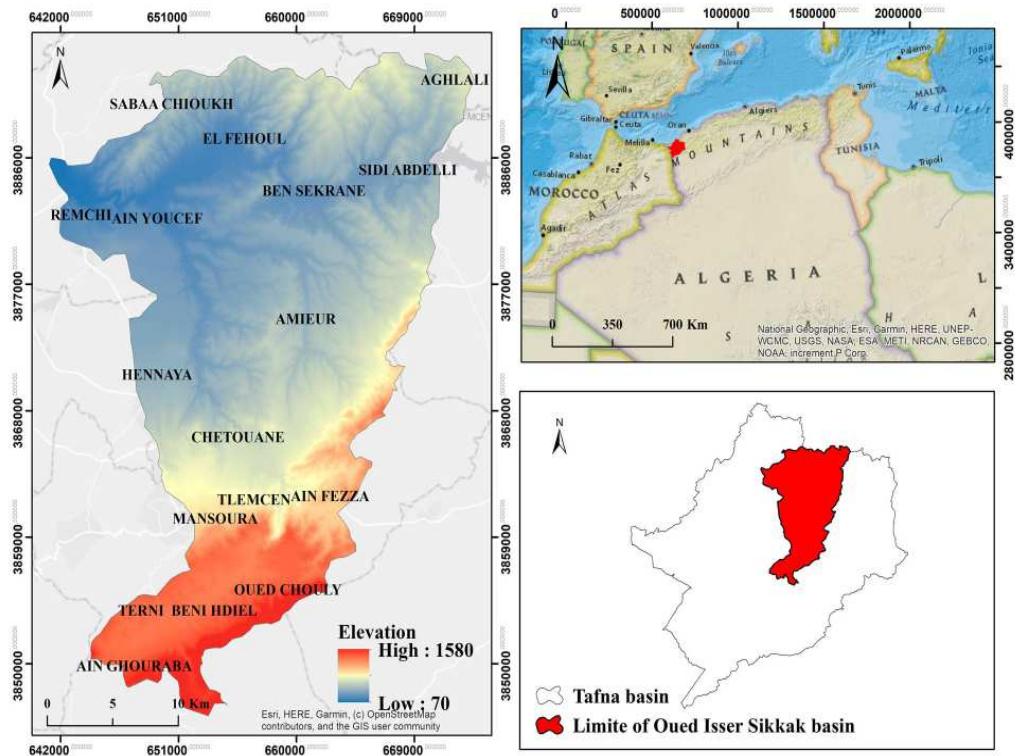 642000 651000 660000 669000
N
AGHLALI
SABAA CHIOUKH
EL FEHOUL
SIDI ABDELLI
BEN SEKRANE
REMCHI AIN YOUCEF
AMIEUR
HENNAYA
CHETOUANE
TLEMCEN AIN FEZZA
MANSOURA
OUED CHOULY
TERNI BENI HDIEL
AIN GHOURABA
3886000
3877000
3868000
3859000
3850000
Elevation
High : 1580
Low : 70
0 5 10 Km
Esri, HERE, Garmin, (c) OpenStreetMap
contributors, and the GIS user community
642000 651000 660000 669000
0 500000 1000000 1500000 2000000
N
SPAIN
Valencia
Palermo
Sevilla
Gibraltar
CEUTA
Ceuta
Algiers
Tunis
MALTA
Oran
Melilla
Rabat
Fez
Casablanca
MOROCCO
ATLAS MOUNTAINS
TUNISIA
Tripoli
Agadir
ALGERIA
0 350 700 Km
National Geographic, Esri, Garmin, HERE, UNEP-
WCMC, USGS, NASA, ESA, METI, NRCAN, GEBCO,
NOAA, increment P Corp.
4000000
3400000
2800000
N
Tafna basin
Limite of Oued Isser Sikkak basin